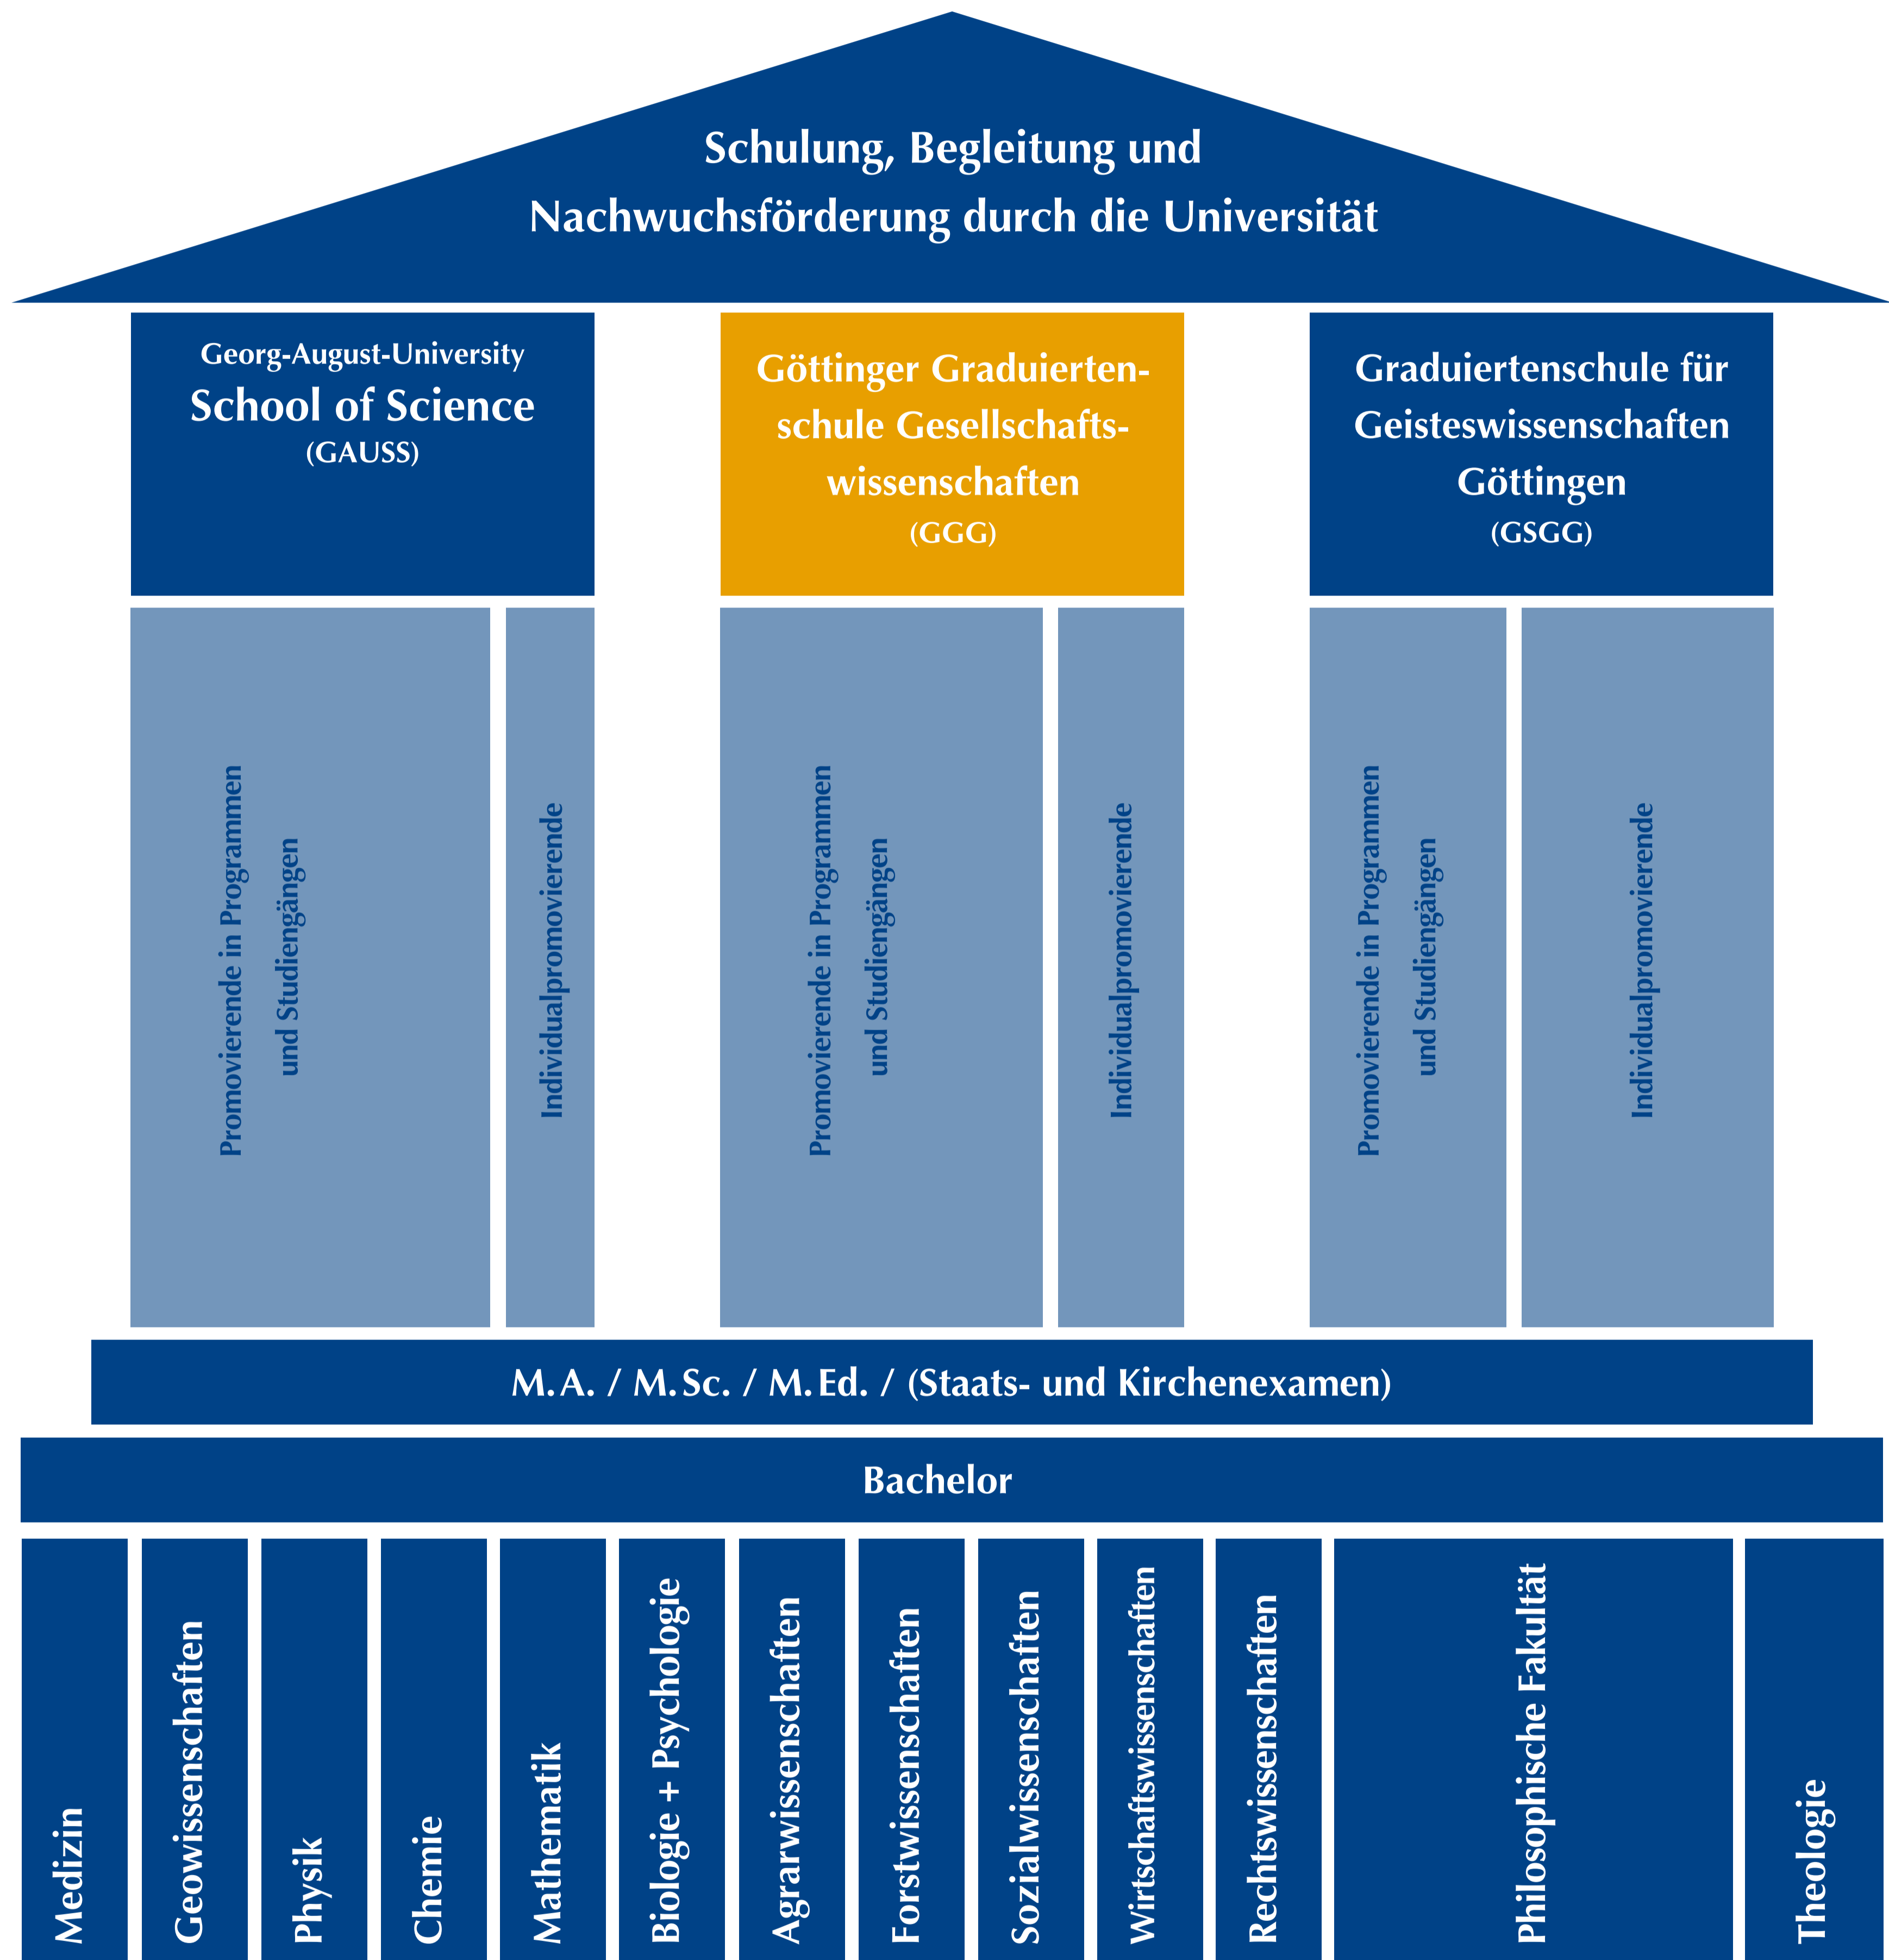 Schulung, Begleitung und
Nachwuchsförderung durch die Universität
Georg-August-University
School of Science
(GAUSS)
Göttinger Graduierten-
schule Gesellschafts-
wissenschaften
(GGG)
Graduiertenschule für
Geisteswissenschaften
Göttingen
(GSGG)
Promovierende in Programmen
und Studiengängen
Individualpromovierende
Promovierende in Programmen
und Studiengängen
Individualpromovierende
Promovierende in Programmen
und Studiengängen
Individualpromovierende
M.A. / M.Sc. / M.Ed. / (Staats- und Kirchenexamen)
Bachelor
Medizin
Geowissenschaften
Physik
Chemie
Mathematik
Biologie + Psychologie
Agrarwissenschaften
Forstwissenschaften
Sozialwissenschaften
Wirtschaftswissenschaften
Rechtswissenschaften
Philosophische Fakultät
Theologie